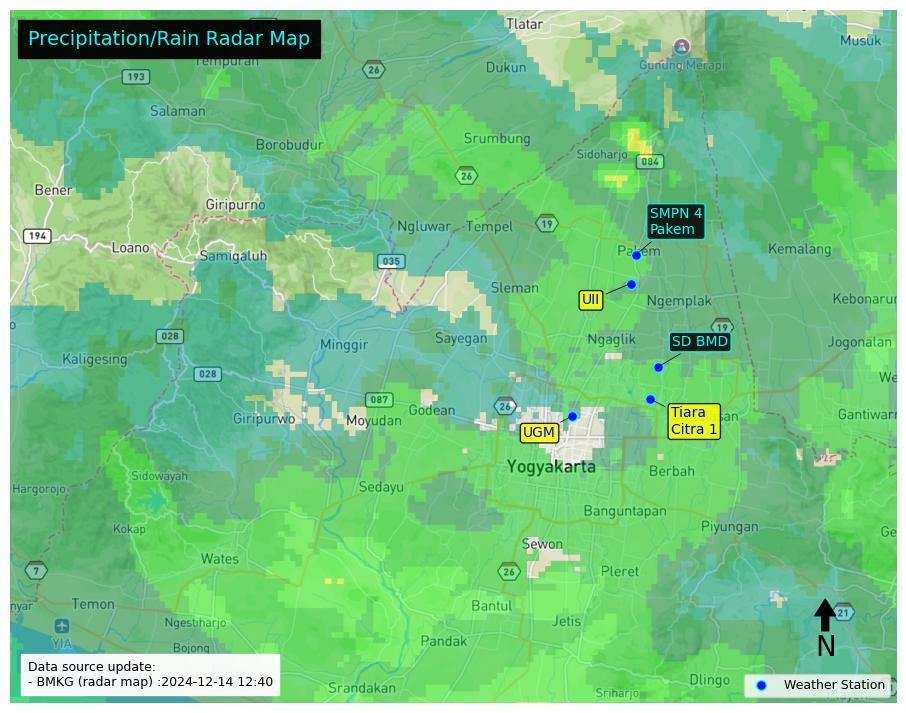 Precipitation/Rain Radar Map
Tlatar
Musuk
Tempuran
26
193
Dukun
Gunung Merapi
Salaman
Borobudur
Srumbung
Sidoharjo
084
26
Bener
Giripurno
SMPN 4
Pakem
Ngluwar
Tempel
19
194
Loano
Samigaluh
035
Pakem
Kemalang
Sleman
UII
Ngemplak
028
Minggir
Sayegan
Ngaglik
19
SD BMD
Jogonalan
Kaligesing
028
087
Godean
26
Tiara
Citra 1
Giripurwo
Moyudan
UGM
Yogyakarta
Berbah
Sidowayah
Hargorojo
Sedayu
Banguntapan
Kokap
Piyungan
Sewon
Wates
7
26
Pleret
Temon
Bantul
21
Ngestiharjo
Jetis
YIA
Bojong
Pandak
N
Data source update:
- BMKG (radar map) :2024-12-14 12:40
Srandakan
Sriharjo
Dlingo
Weather Station